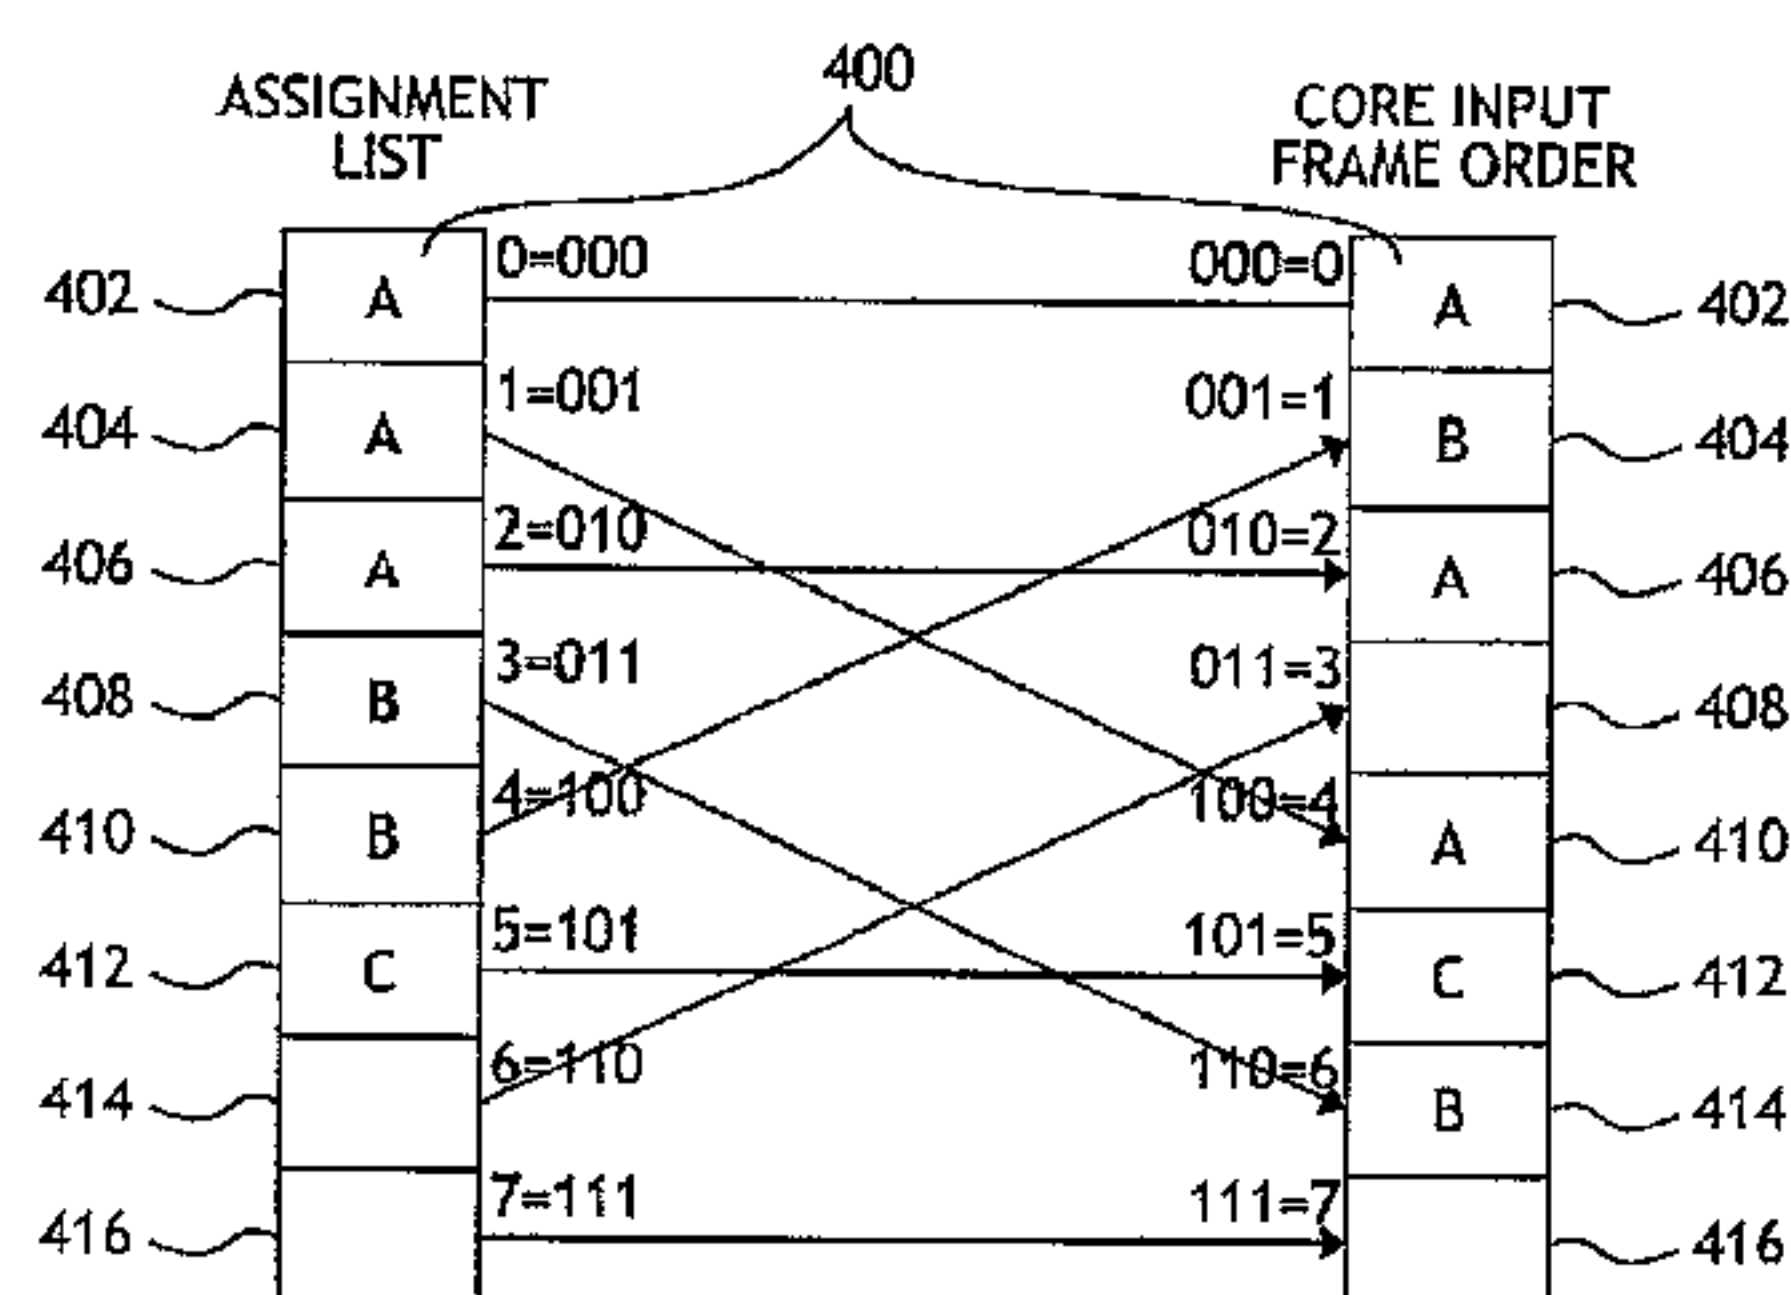 400
ASSIGNMENT
LIST
CORE INPUT
FRAME ORDER
402 A 0=000 000=0 A 402
404 A 1=001 001=1 B 404
406 A 2=010 010=2 A 406
408 B 3=011 011=3 408
410 B 4=100 100=4 A 410
412 C 5=101 101=5 C 412
414 6=110 110=6 B 414
416 7=111 111=7 416